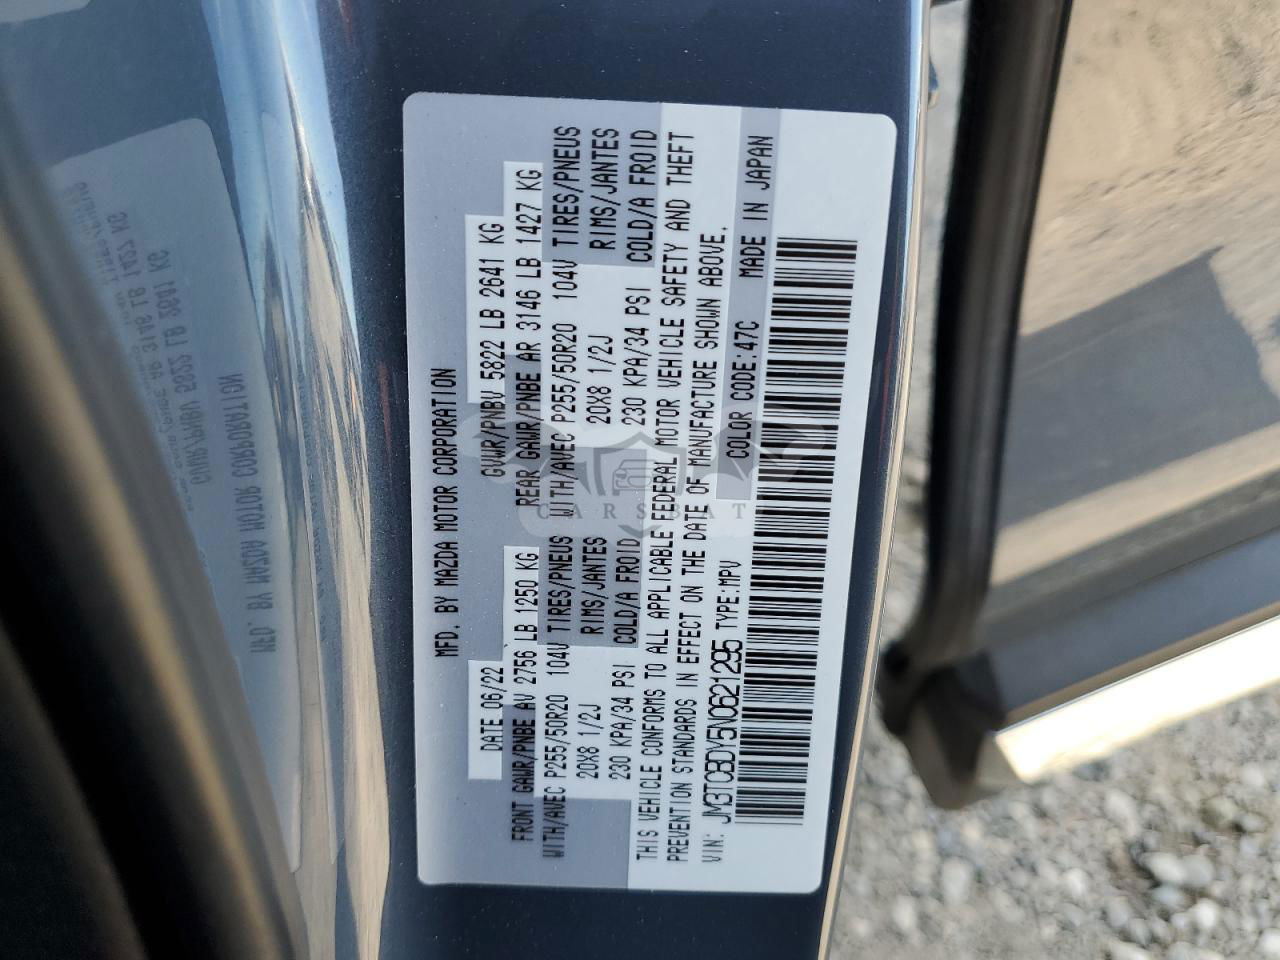 MFD. BY MAZDA MOTOR CORPORATION
DATE 06/22 GVWR/PNBV 5822 LB 2641 KG
FRONT GAWR/PNBE AV 2756 LB 1250 KG REAR GAWR/PNBE AR 3146 LB 1427 KG
WITH/AVEC P255/50R20 104V TIRES/PNEUS WITH/AVEC P255/50R20 104V TIRES/PNEUS
20X8 1/2J RIMS/JANTES 20X8 1/2J RIMS/JANTES
230 KPA/34 PSI COLD/A FROID 230 KPA/34 PSI COLD/A FROID
THIS VEHICLE CONFORMS TO ALL APPLICABLE FEDERAL MOTOR VEHICLE SAFETY AND THEFT
PREVENTION STANDARDS IN EFFECT ON THE DATE OF MANUFACTURE SHOWN ABOVE.
VIN: JM3TCBDY5N0621295 TYPE:MPV COLOR CODE:47C MADE IN JAPAN
CARSBAT